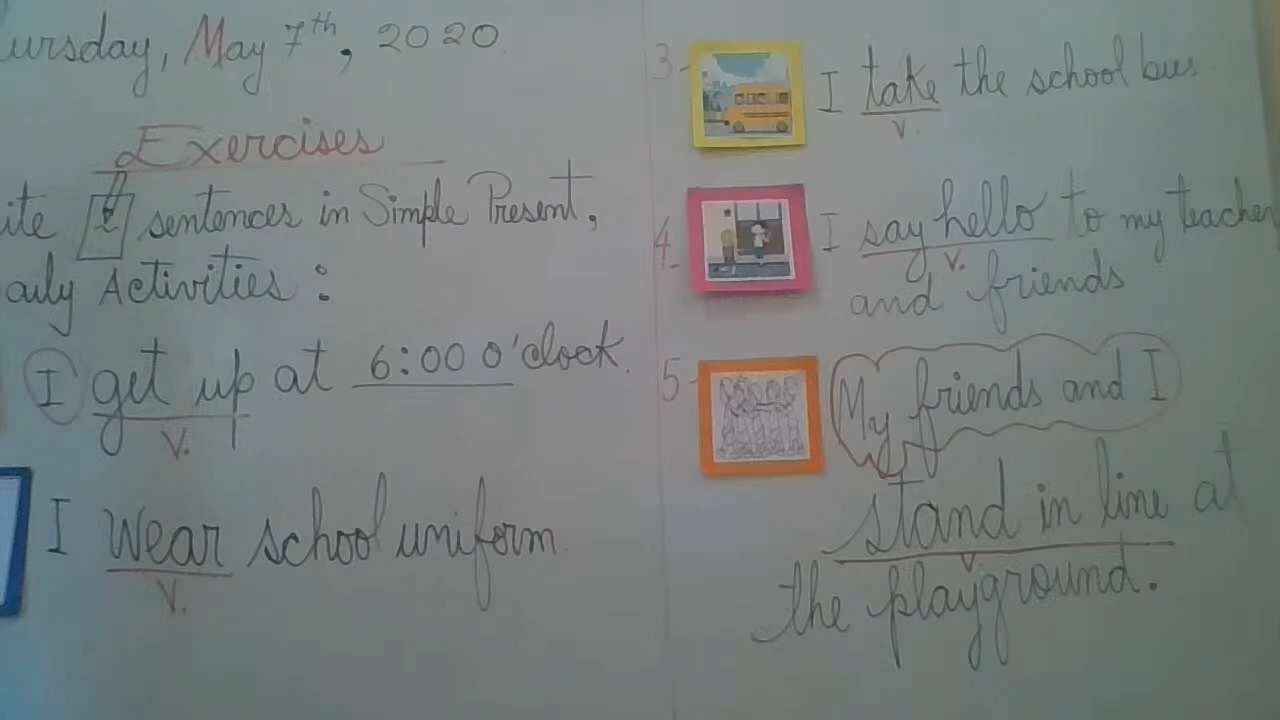 ursday, May 7th, 2020.
Exercises
ite sentences in Simple Present,
aily Activities:
I get up at 6:00 o'clock.
V.
I wear school uniform.
V.
3- I take the school bus.
V.
4- I say hello to my teacher
V.
and friends
5- My friends and I
stand in line at
V
the playground.